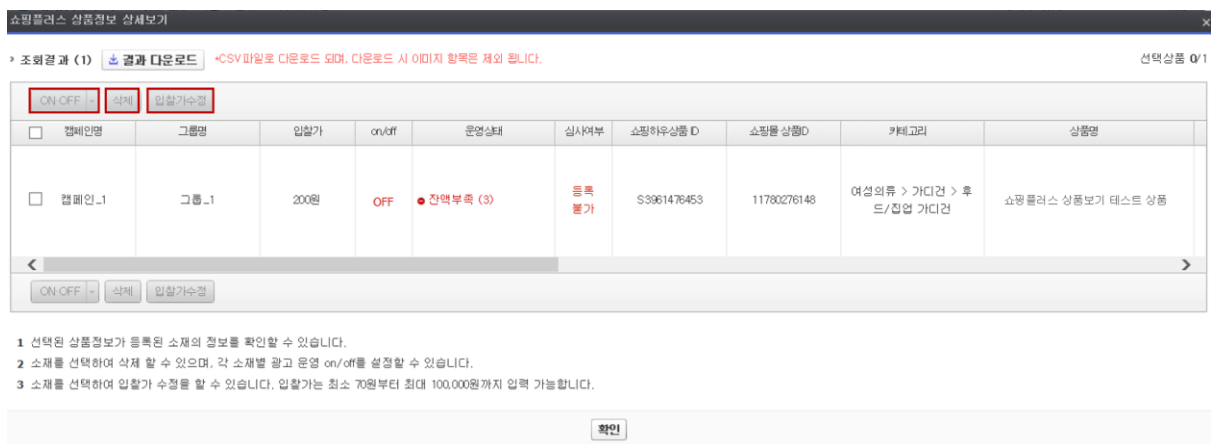 쇼핑플러스 상품정보 상세보기 ×
› 조회결과 (1) 결과 다운로드 *CSV파일로 다운로드 되며, 다운로드 시 이미지 항목은 제외 됩니다. 선택상품 0/1
ON·OFF 삭제 입찰가수정
캠페인명 그룹명 입찰가 on/off 운영상태 심사여부 쇼핑하우상품 ID 쇼핑몰 상품ID 카테고리 상품명
캠페인_1 그룹_1 200원 OFF 잔액부족 (3) 등록 불가 S3961476453 11780276148 여성의류 > 가디건 > 후 쇼핑플러스 상품보기 테스트 상품
드/집업 가디건
ON·OFF 삭제 입찰가수정
1 선택된 상품정보가 등록된 소재의 정보를 확인할 수 있습니다.
2 소재를 선택하여 삭제 할 수 있으며, 각 소재별 광고 운영 on/off를 설정할 수 있습니다.
3 소재를 선택하여 입찰가 수정을 할 수 있습니다. 입찰가는 최소 70원부터 최대 100,000원까지 입력 가능합니다.
확인